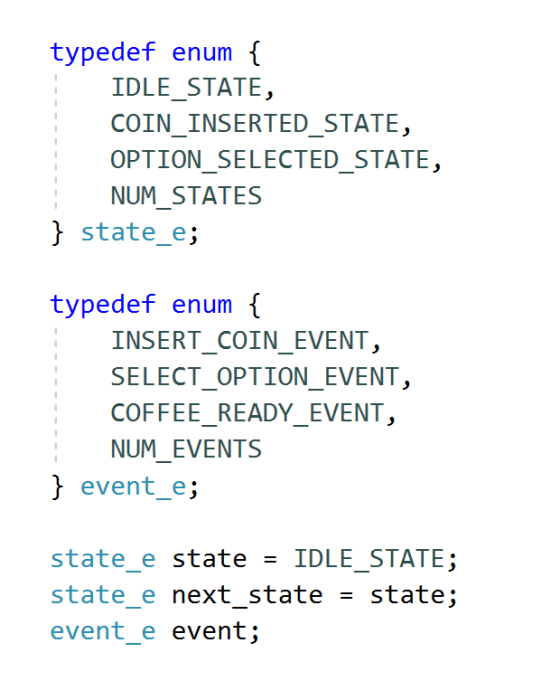 typedef enum {
IDLE_STATE,
COIN_INSERTED_STATE,
OPTION_SELECTED_STATE,
NUM_STATES
} state_e;
typedef enum {
INSERT_COIN_EVENT,
SELECT_OPTION_EVENT,
COFFEE_READY_EVENT,
NUM_EVENTS
} event_e;
state_e state = IDLE_STATE;
state_e next_state = state;
event_e event;